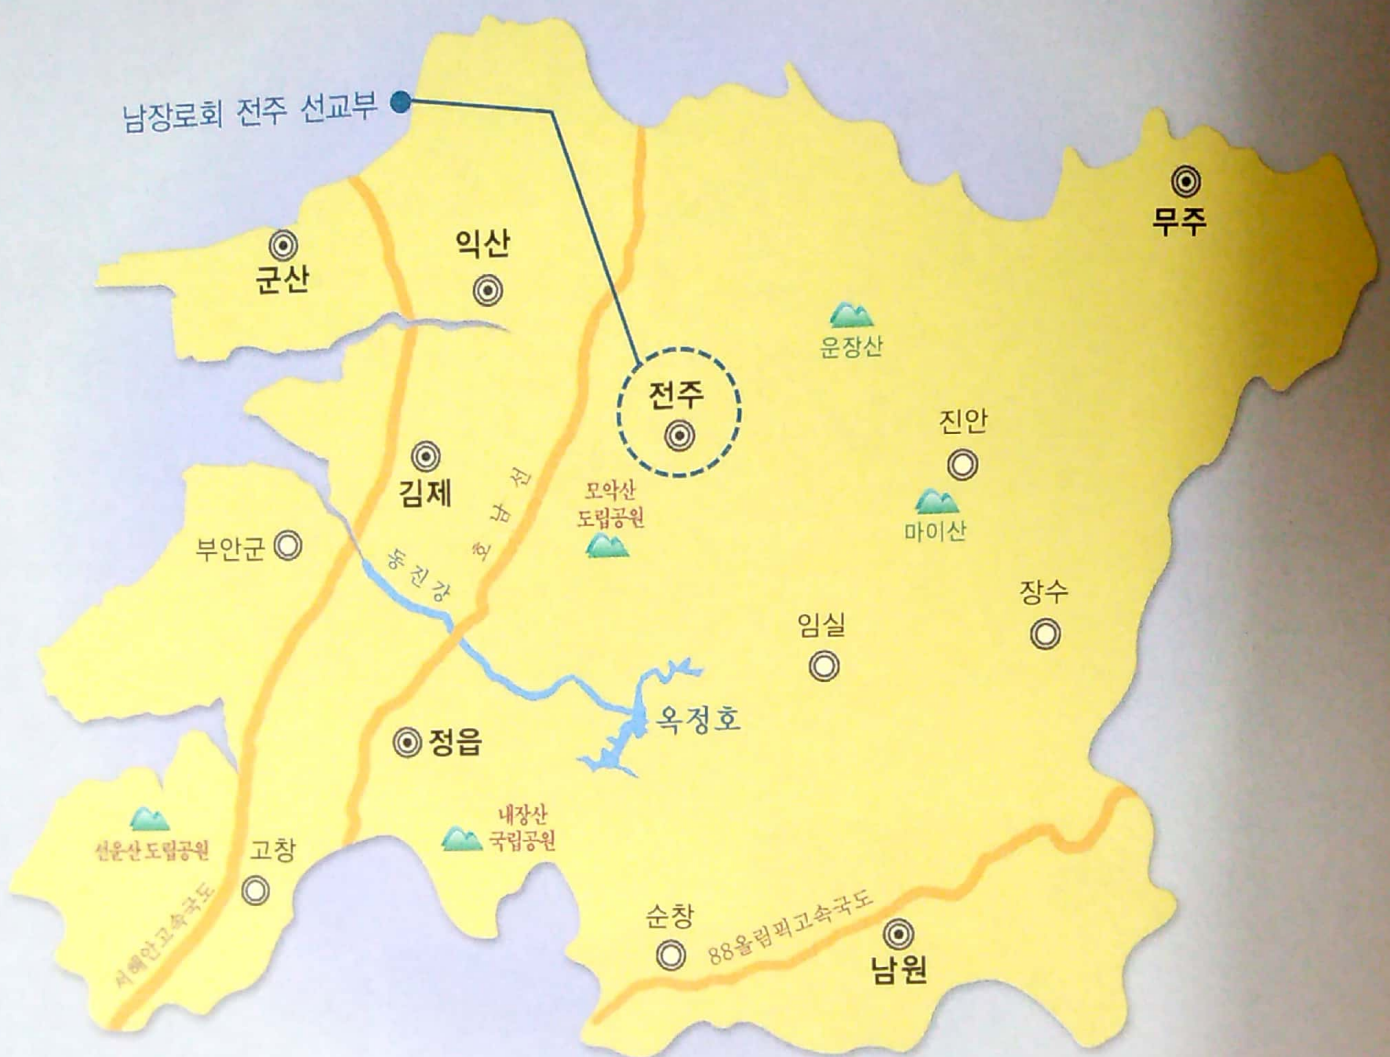 남장로회 전주 선교부
무주
군산
익산
운장산
전주
진안
김제
호남선
모악산
도립공원
마이산
부안군
동진강
장수
임실
옥정호
정읍
내장산
국립공원
선운산 도립공원
고창
서해안고속국도
순창
88올림픽고속국도
남원